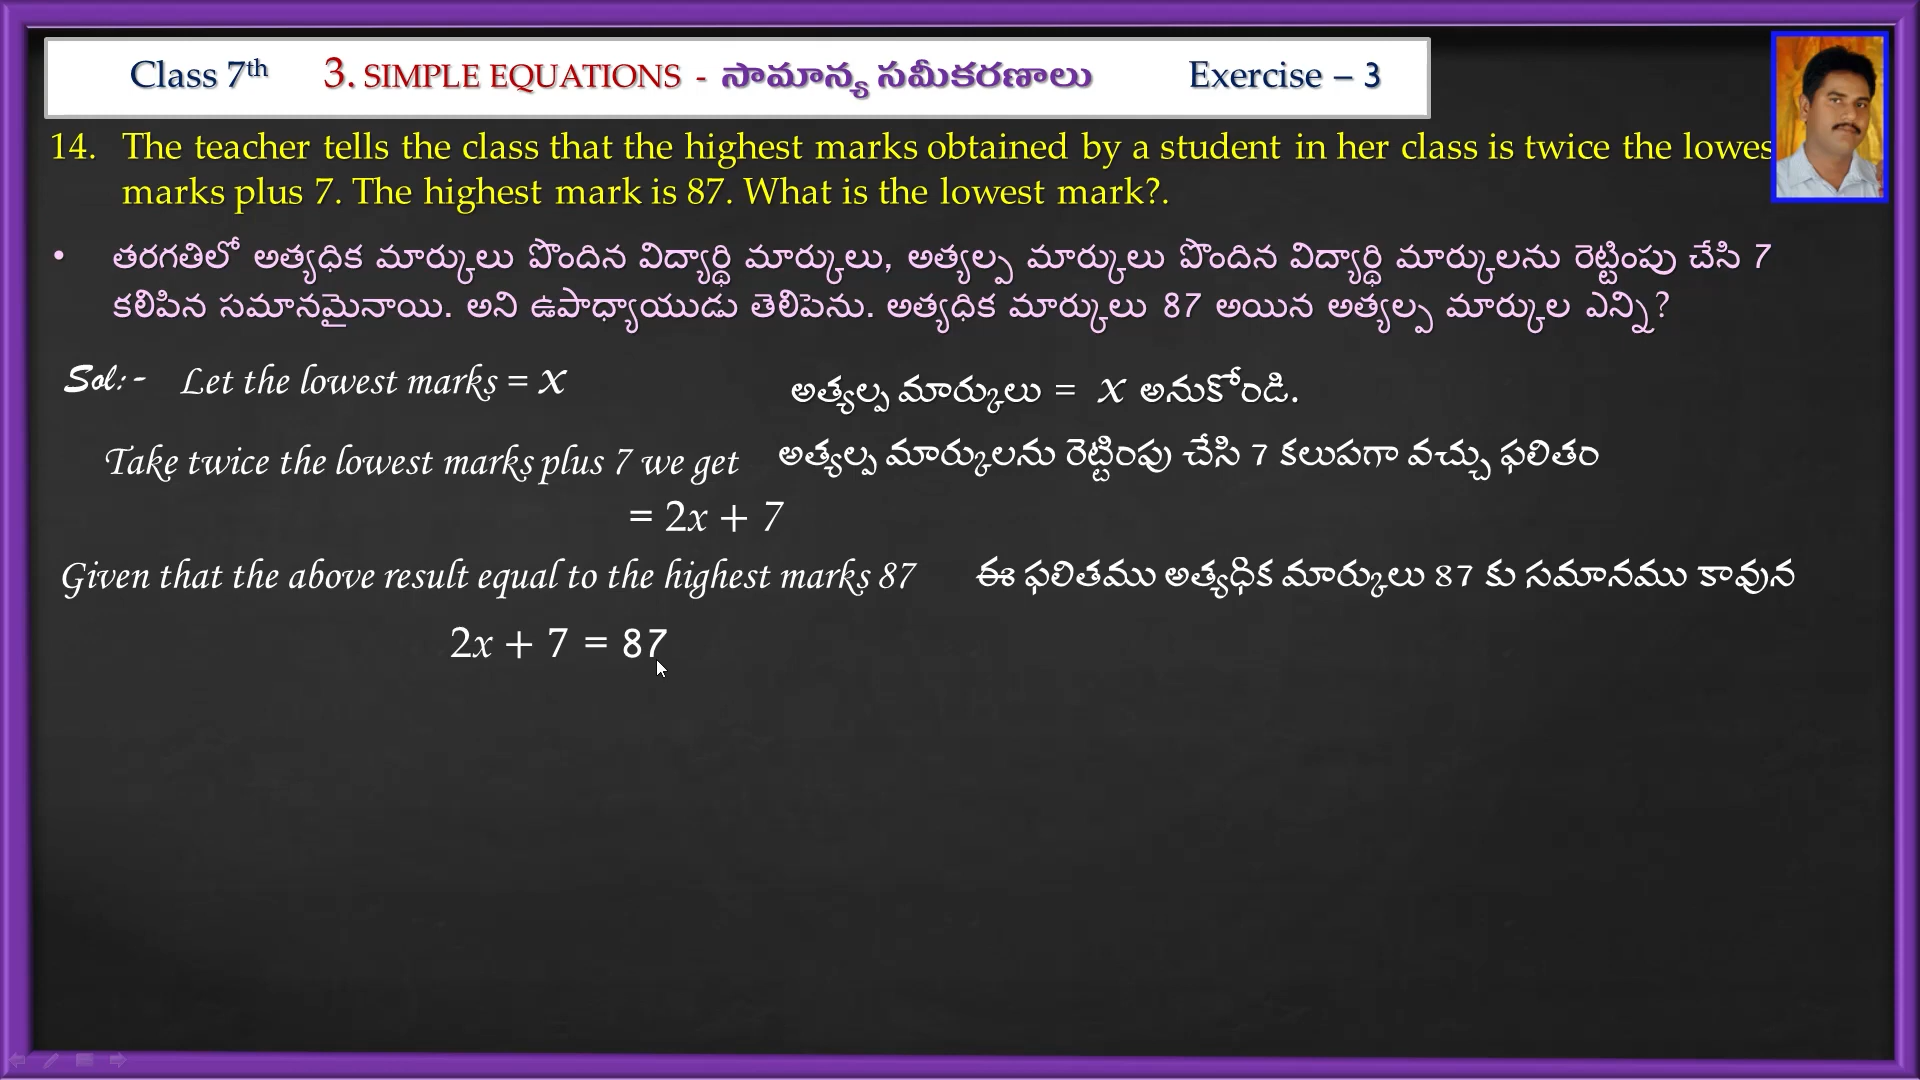 Class 7th 3. SIMPLE EQUATIONS - సామాన్య సమీకరణాలు Exercise – 3
14. The teacher tells the class that the highest marks obtained by a student in her class is twice the lowes
marks plus 7. The highest mark is 87. What is the lowest mark?.
• తరగతిలో అత్యధిక మార్కులు పొందిన విద్యార్థి మార్కులు, అత్యల్ప మార్కులు పొందిన విద్యార్థి మార్కులను రెట్టింపు చేసి 7
కలిపిన సమానమైనాయి. అని ఉపాధ్యాయుడు తెలిపెను. అత్యధిక మార్కులు 87 అయిన అత్యల్ప మార్కుల ఎన్ని?
Sol:- Let the lowest marks = x అత్యల్ప మార్కులు = x అనుకోండి.
Take twice the lowest marks plus 7 we get అత్యల్ప మార్కులను రెట్టింపు చేసి 7 కలుపగా వచ్చు ఫలితం
= 2x + 7
Given that the above result equal to the highest marks 87 ఈ ఫలితము అత్యధిక మార్కులు 87 కు సమానము కావున
2x + 7 = 87